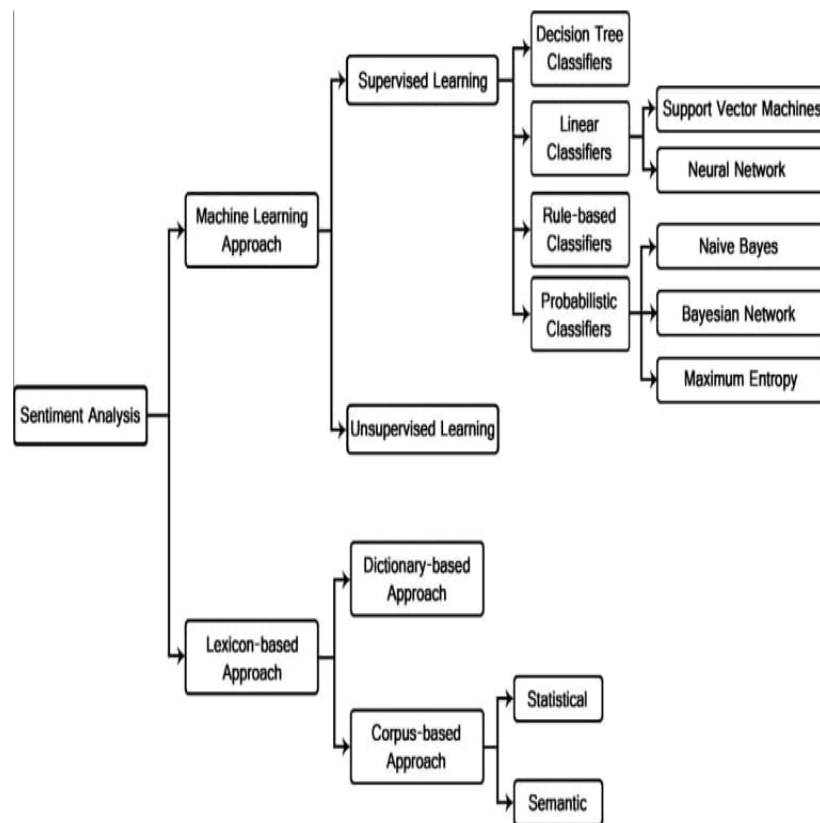 Decision Tree
Classifiers
Supervised Learning
Support Vector Machines
Linear
Classifiers
Neural Network
Machine Learning
Approach
Rule-based
Classifiers
Naive Bayes
Probabilistic
Classifiers
Bayesian Network
Maximum Entropy
Sentiment Analysis
Unsupervised Learning
Dictionary-based
Approach
Lexicon-based
Approach
Statistical
Corpus-based
Approach
Semantic